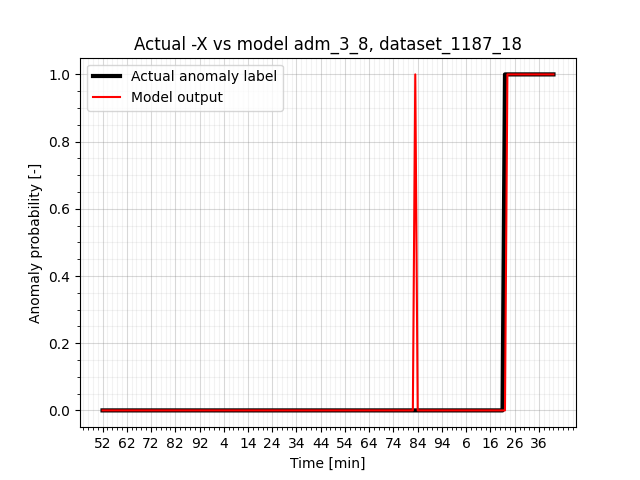 Actual -X vs model adm_3_8, dataset_1187_18
Actual anomaly label
Model output
Anomaly probability [-]
1.0
0.8
0.6
0.4
0.2
0.0
52 62 72 82 92 4 14 24 34 44 54 64 74 84 94 6 16 26 36
Time [min]